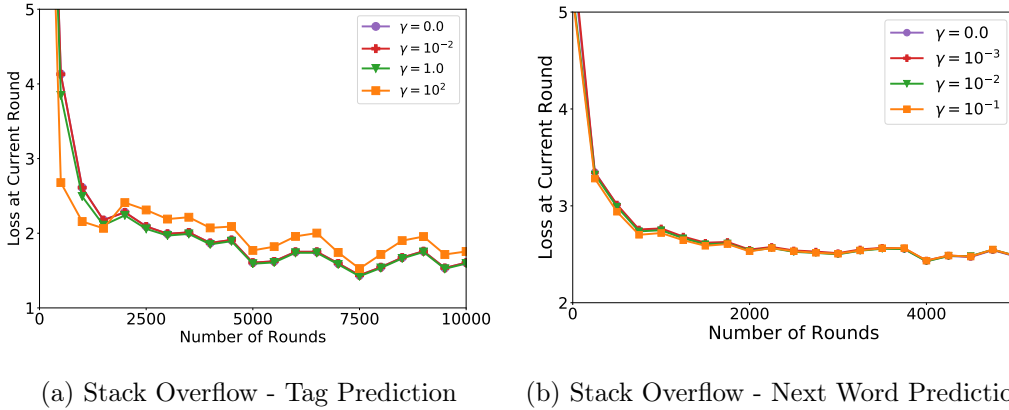 5
4
3
2
1
Loss at Current Round
0 2500 5000 7500 10000
Number of Rounds
γ = 0.0
γ = 10⁻²
γ = 1.0
γ = 10²
(a) Stack Overflow - Tag Prediction
5
4
3
2
Loss at Current Round
0 2000 4000
Number of Rounds
γ = 0.0
γ = 10⁻³
γ = 10⁻²
γ = 10⁻¹
(b) Stack Overflow - Next Word Predictio